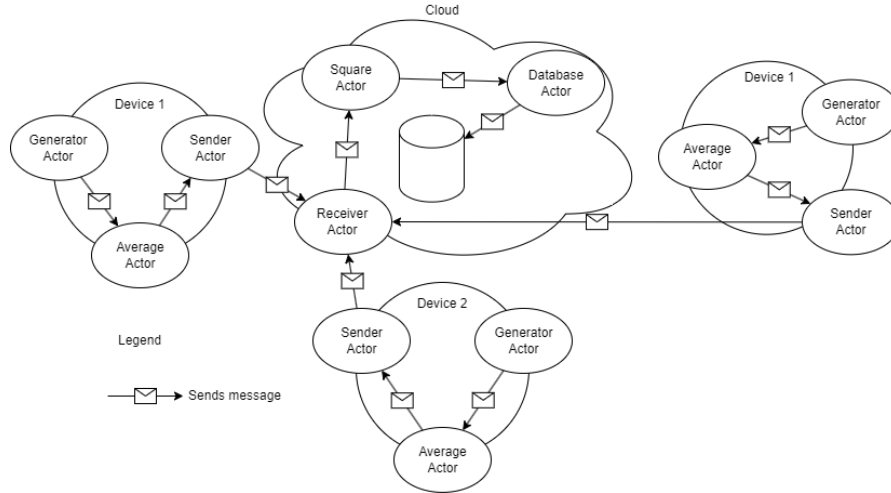 Cloud
Square
Actor
Database
Actor
Device 1
Generator
Actor
Sender
Actor
Average
Actor
Receiver
Actor
Device 1
Generator
Actor
Average
Actor
Sender
Actor
Device 2
Sender
Actor
Generator
Actor
Average
Actor
Legend
Sends message